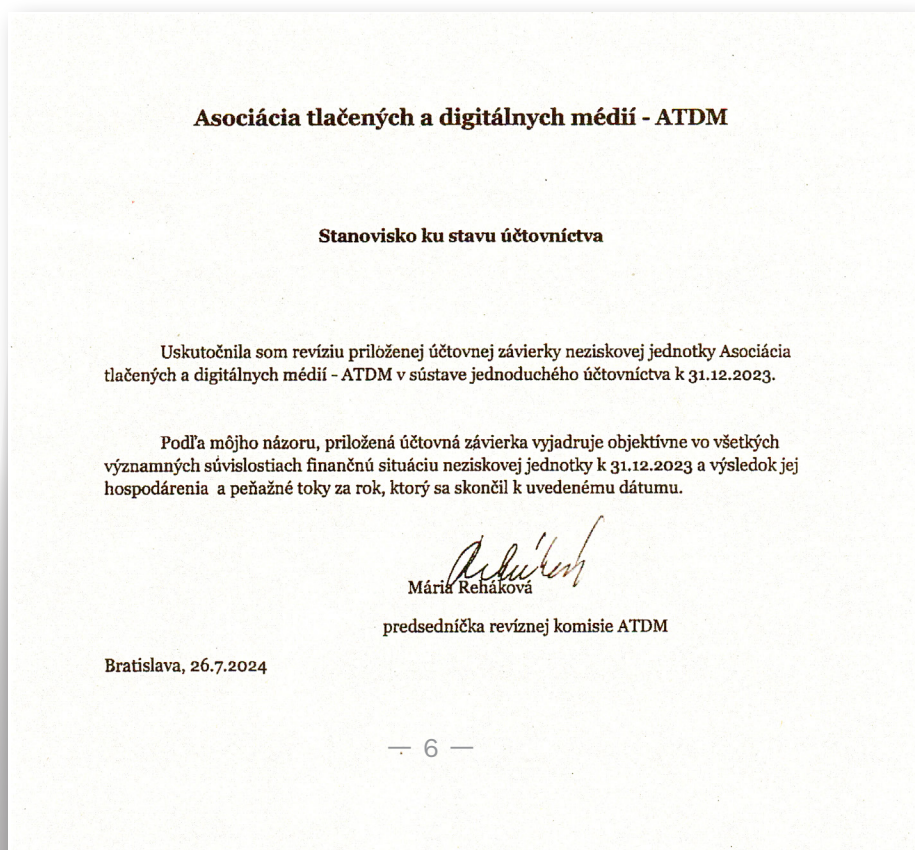 Asociácia tlačených a digitálnych médií - ATDM
Stanovisko ku stavu účtovníctva
Uskutočnila som revíziu priloženej účtovnej závierky neziskovej jednotky Asociácia
tlačených a digitálnych médií - ATDM v sústave jednoduchého účtovníctva k 31.12.2023.
Podľa môjho názoru, priložená účtovná závierka vyjadruje objektívne vo všetkých
významných súvislostiach finančnú situáciu neziskovej jednotky k 31.12.2023 a výsledok jej
hospodárenia a peňažné toky za rok, ktorý sa skončil k uvedenému dátumu.
Mária Reháková
predsedníčka revíznej komisie ATDM
Bratislava, 26.7.2024
— 6 —